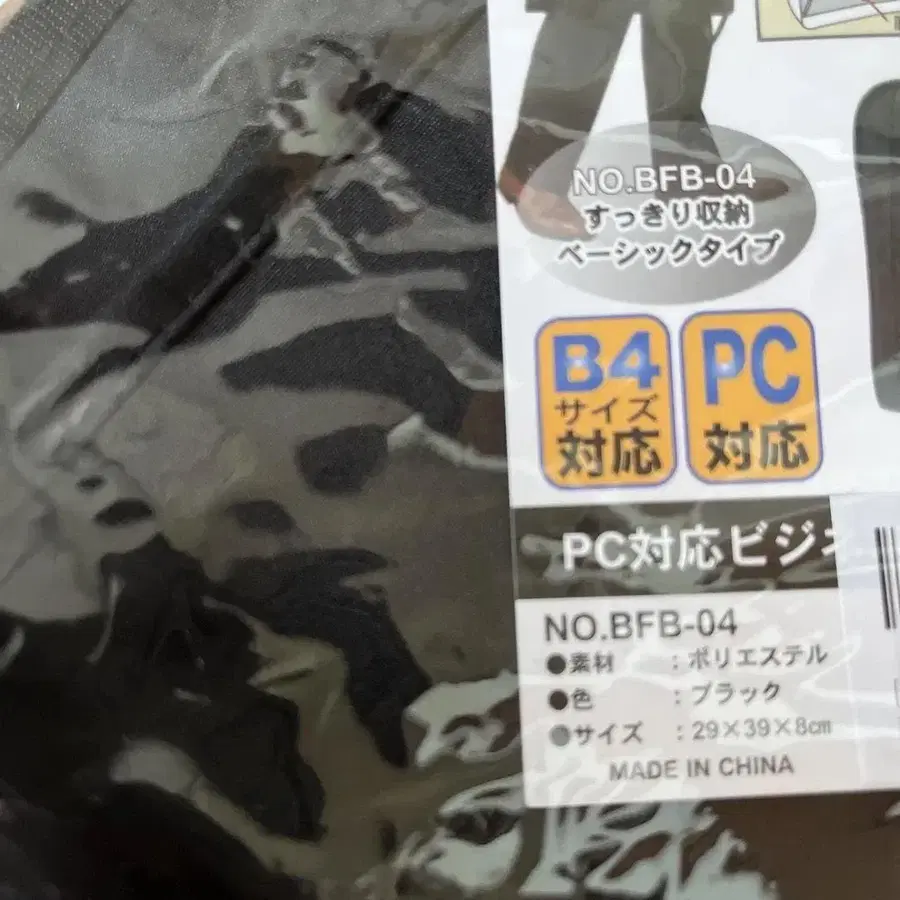 NO.BFB-04
すっきり収納
ベーシックタイプ
B4
サイズ
対応
PC
対応
PC対応ビジネ
NO.BFB-04
●素材 : ポリエステル
●色 : ブラック
●サイズ : 29×39×8㎝
MADE IN CHINA